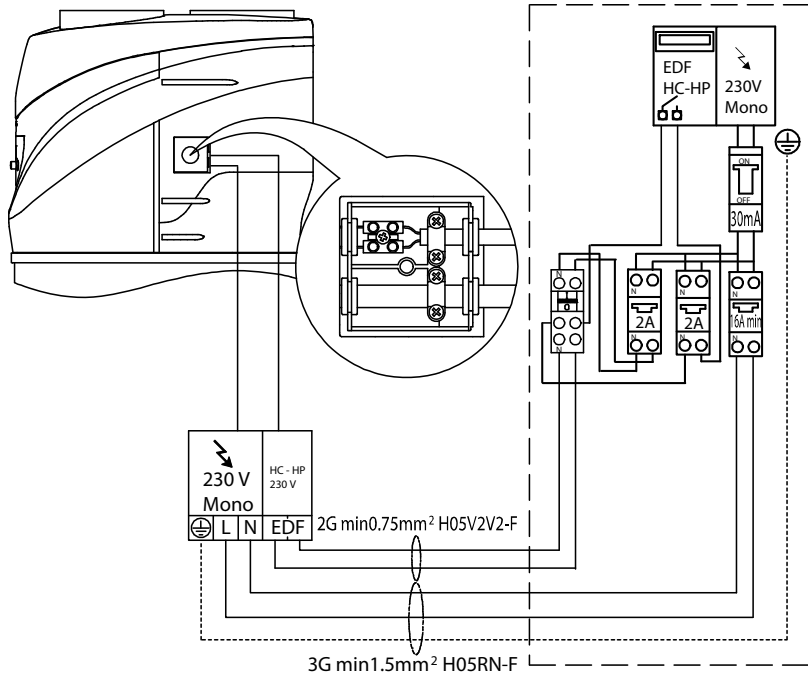 EDF
HC-HP
230V
Mono
ON
OFF
30mA
N
N
N
N
0
2A
2A
16A min
N
N
N
N
230 V
Mono
HC - HP
230 V
L N EDF
2G min0.75mm² H05V2V2-F
3G min1.5mm² H05RN-F